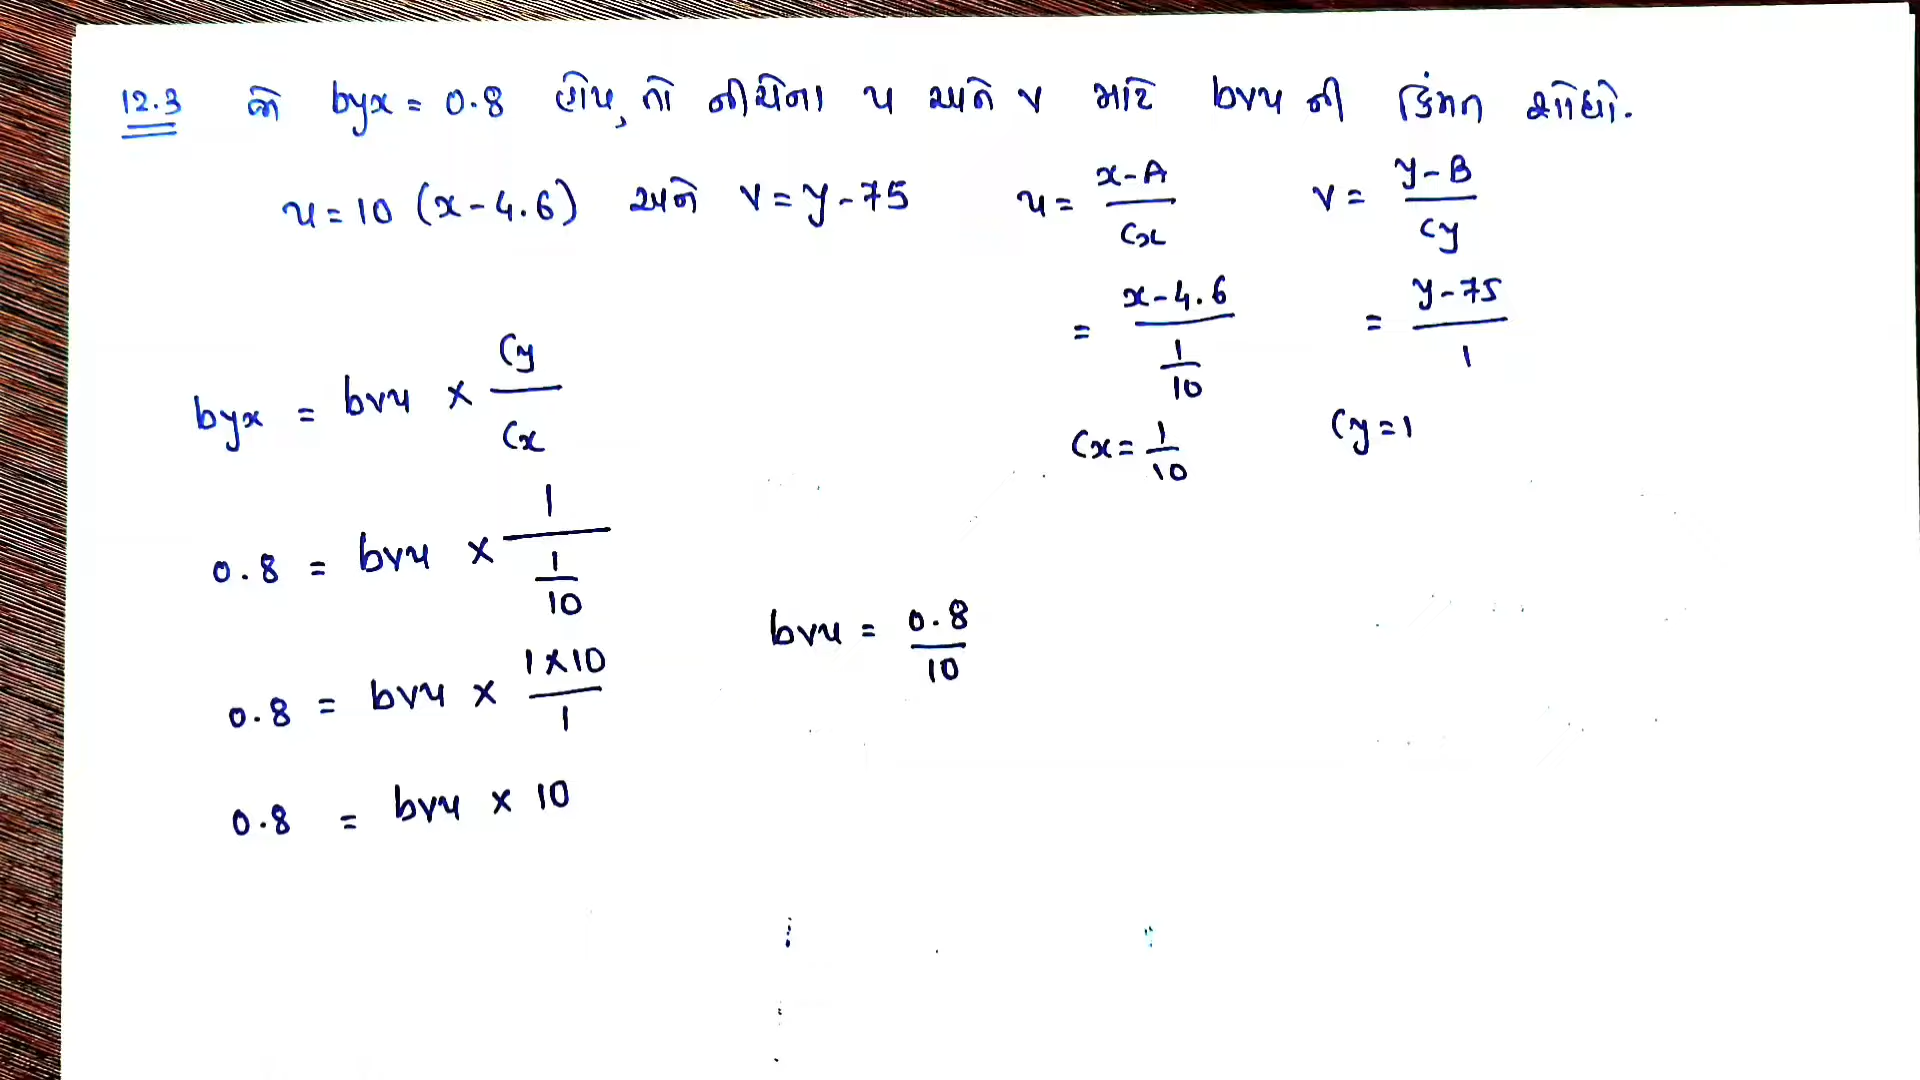 12.3 જો byx = 0.8 હોય, તો નીચેના u અને v માટે bvu ની કિંમત શોધો.
u = 10 (x - 4.6) અને v = y - 75
u = (x - A) / Cx
v = (y - B) / Cy
= (x - 4.6) / (1/10)
= (y - 75) / 1
Cx = 1/10
Cy = 1
byx = bvu × Cy/Cx
0.8 = bvu × 1/(1/10)
0.8 = bvu × (1 × 10)/1
0.8 = bvu × 10
bvu = 0.8/10